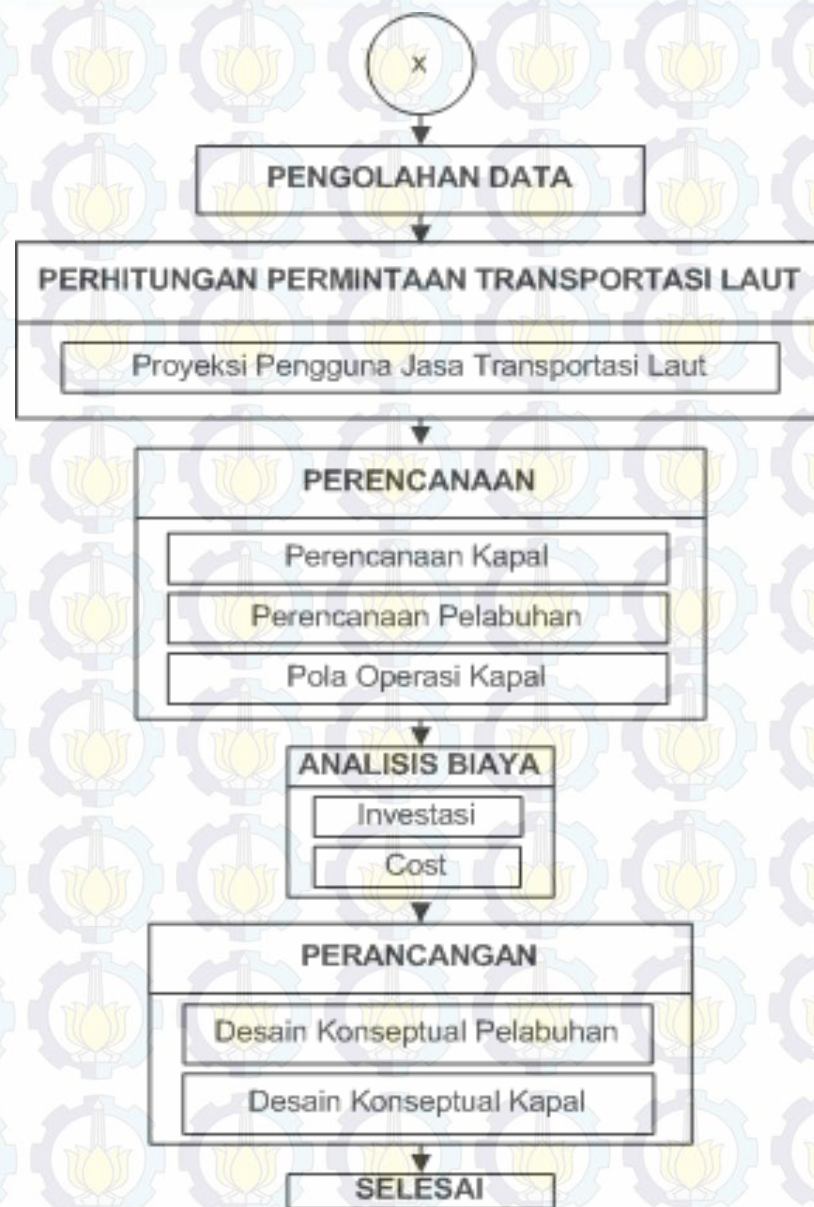 x
PENGOLAHAN DATA
PERHITUNGAN PERMINTAAN TRANSPORTASI LAUT
Proyeksi Pengguna Jasa Transportasi Laut
PERENCANAAN
Perencanaan Kapal
Perencanaan Pelabuhan
Pola Operasi Kapal
ANALISIS BIAYA
Investasi
Cost
PERANCANGAN
Desain Konseptual Pelabuhan
Desain Konseptual Kapal
SELESAI